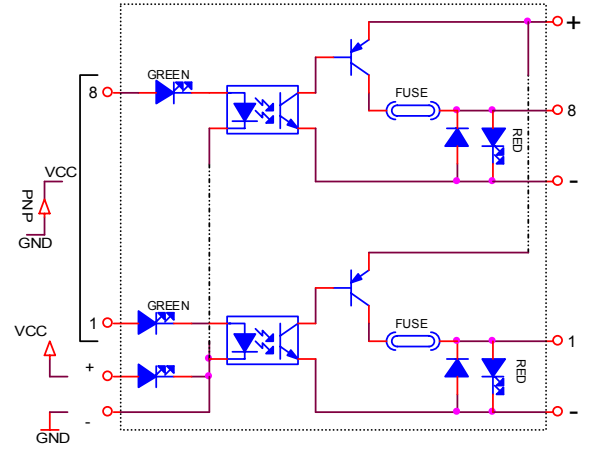 +
GREEN
8
FUSE
8
RED
VCC
PNP
-
GND
GREEN
1
FUSE
1
VCC
+
RED
-
-
GND